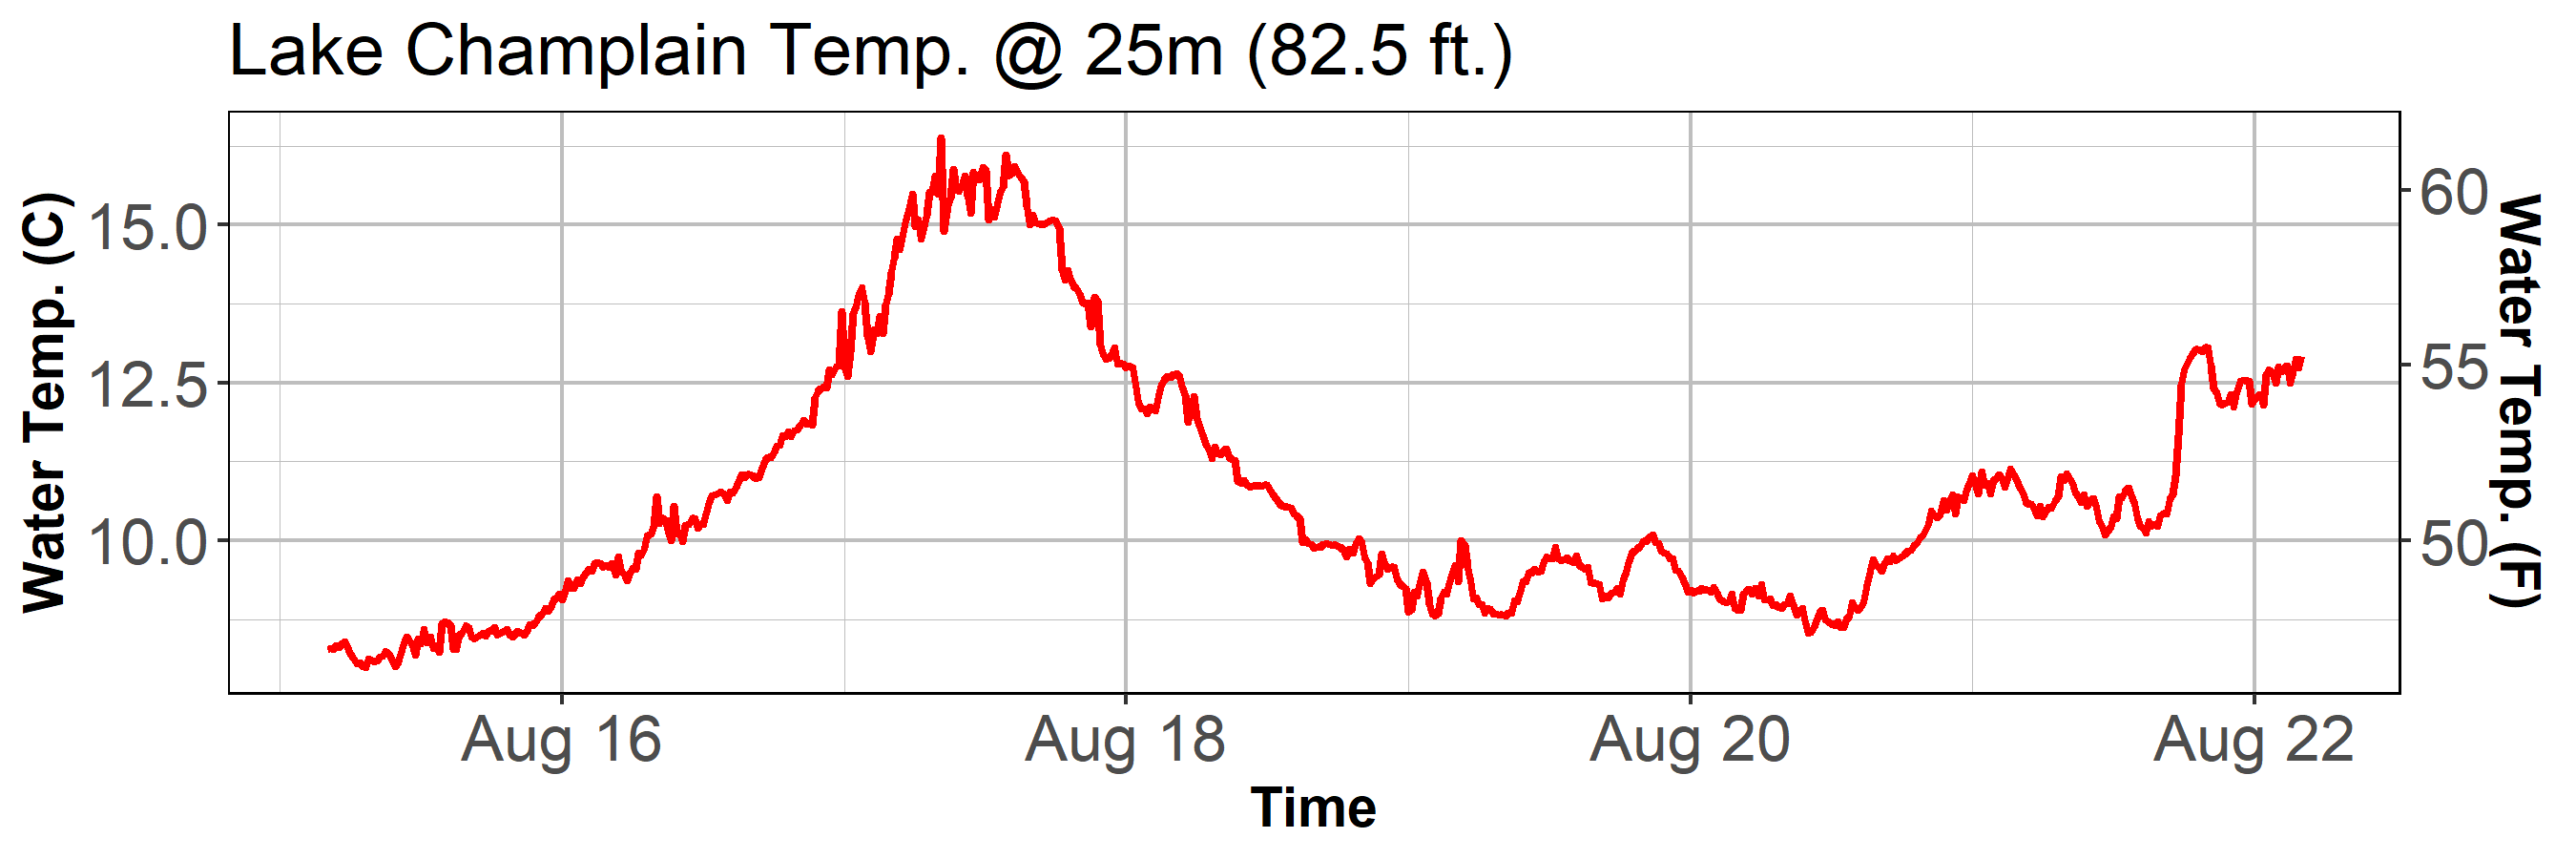 Lake Champlain Temp. @ 25m (82.5 ft.)
Water Temp. (C)
15.0
12.5
10.0
60
55
50
Water Temp. (F)
Aug 16
Aug 18
Aug 20
Aug 22
Time